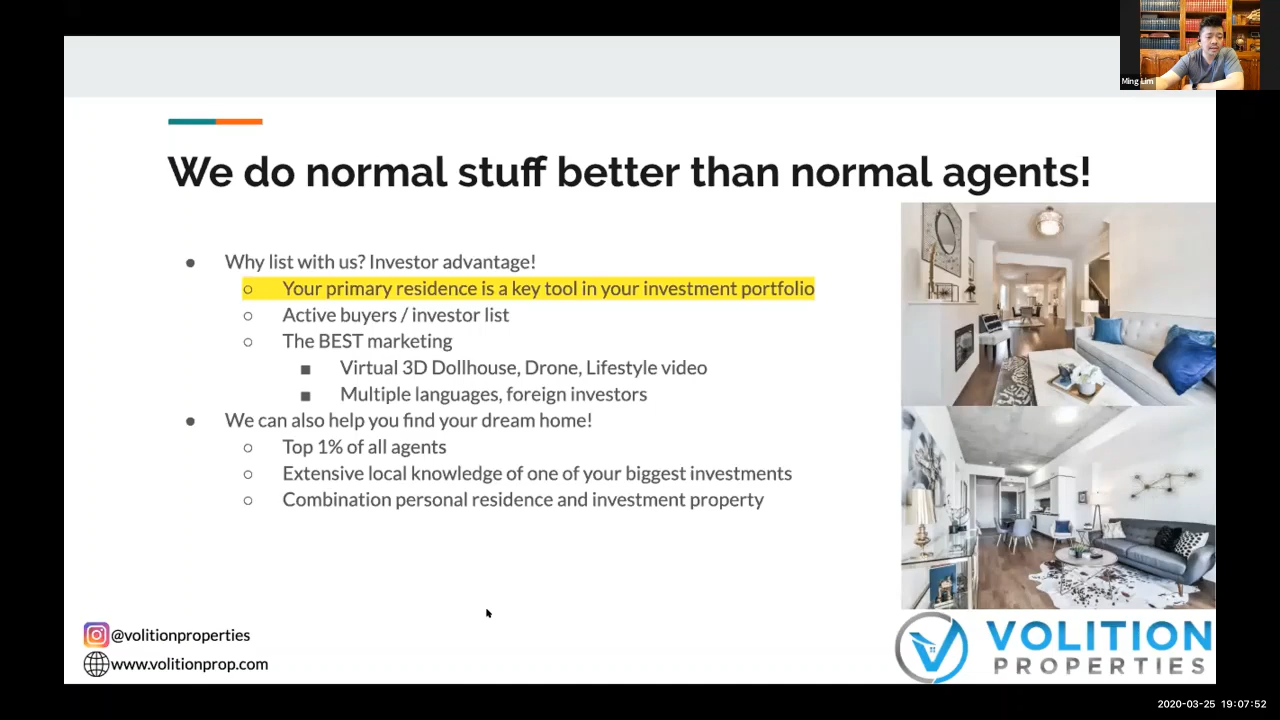 Ming Lim
We do normal stuff better than normal agents!
● Why list with us? Investor advantage!
○ Your primary residence is a key tool in your investment portfolio
○ Active buyers / investor list
○ The BEST marketing
■ Virtual 3D Dollhouse, Drone, Lifestyle video
■ Multiple languages, foreign investors
● We can also help you find your dream home!
○ Top 1% of all agents
○ Extensive local knowledge of one of your biggest investments
○ Combination personal residence and investment property
@volitionproperties
www.volitionprop.com
VOLITION
PROPERTIES
2020-03-25 19:07:52